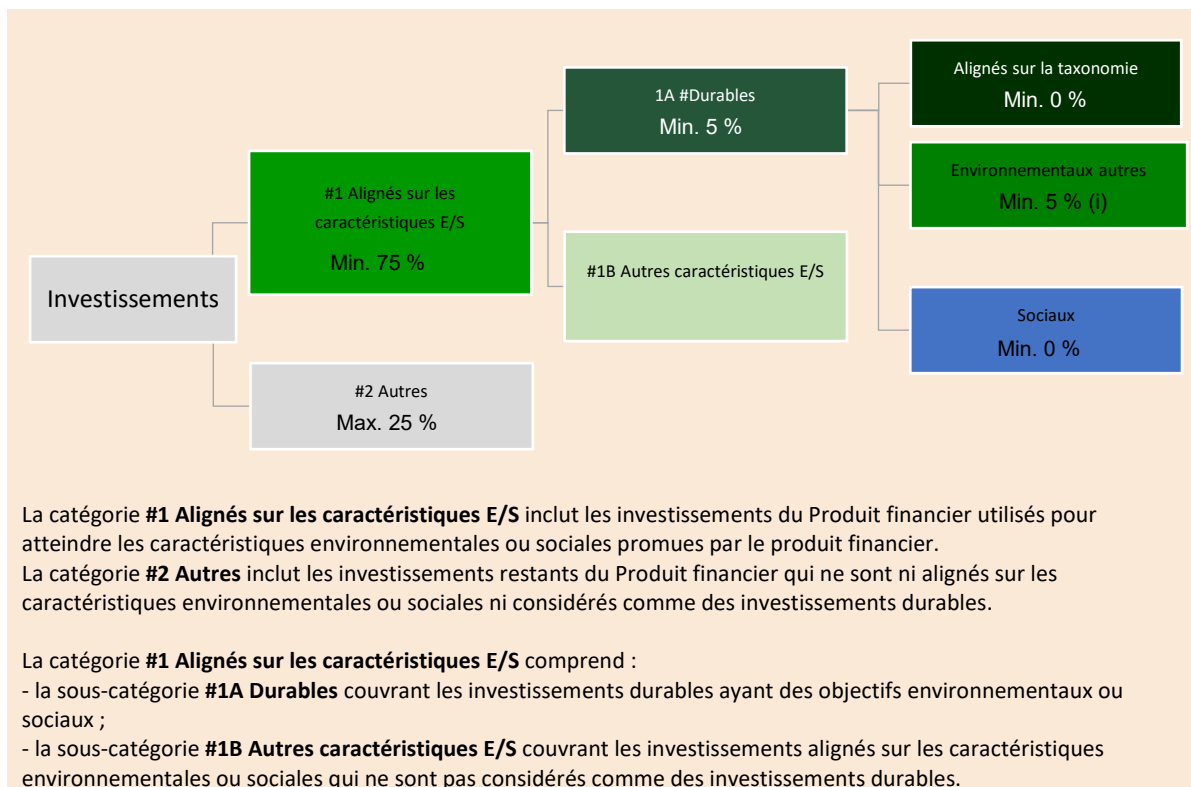 Investissements
#1 Alignés sur les
caractéristiques E/S
Min. 75 %
#2 Autres
Max. 25 %
1A #Durables
Min. 5 %
#1B Autres caractéristiques E/S
Alignés sur la taxonomie
Min. 0 %
Environnementaux autres
Min. 5 % (i)
Sociaux
Min. 0 %
La catégorie #1 Alignés sur les caractéristiques E/S inclut les investissements du Produit financier utilisés pour
atteindre les caractéristiques environnementales ou sociales promues par le produit financier.
La catégorie #2 Autres inclut les investissements restants du Produit financier qui ne sont ni alignés sur les
caractéristiques environnementales ou sociales ni considérés comme des investissements durables.
La catégorie #1 Alignés sur les caractéristiques E/S comprend :
- la sous-catégorie #1A Durables couvrant les investissements durables ayant des objectifs environnementaux ou
sociaux ;
- la sous-catégorie #1B Autres caractéristiques E/S couvrant les investissements alignés sur les caractéristiques
environnementales ou sociales qui ne sont pas considérés comme des investissements durables.